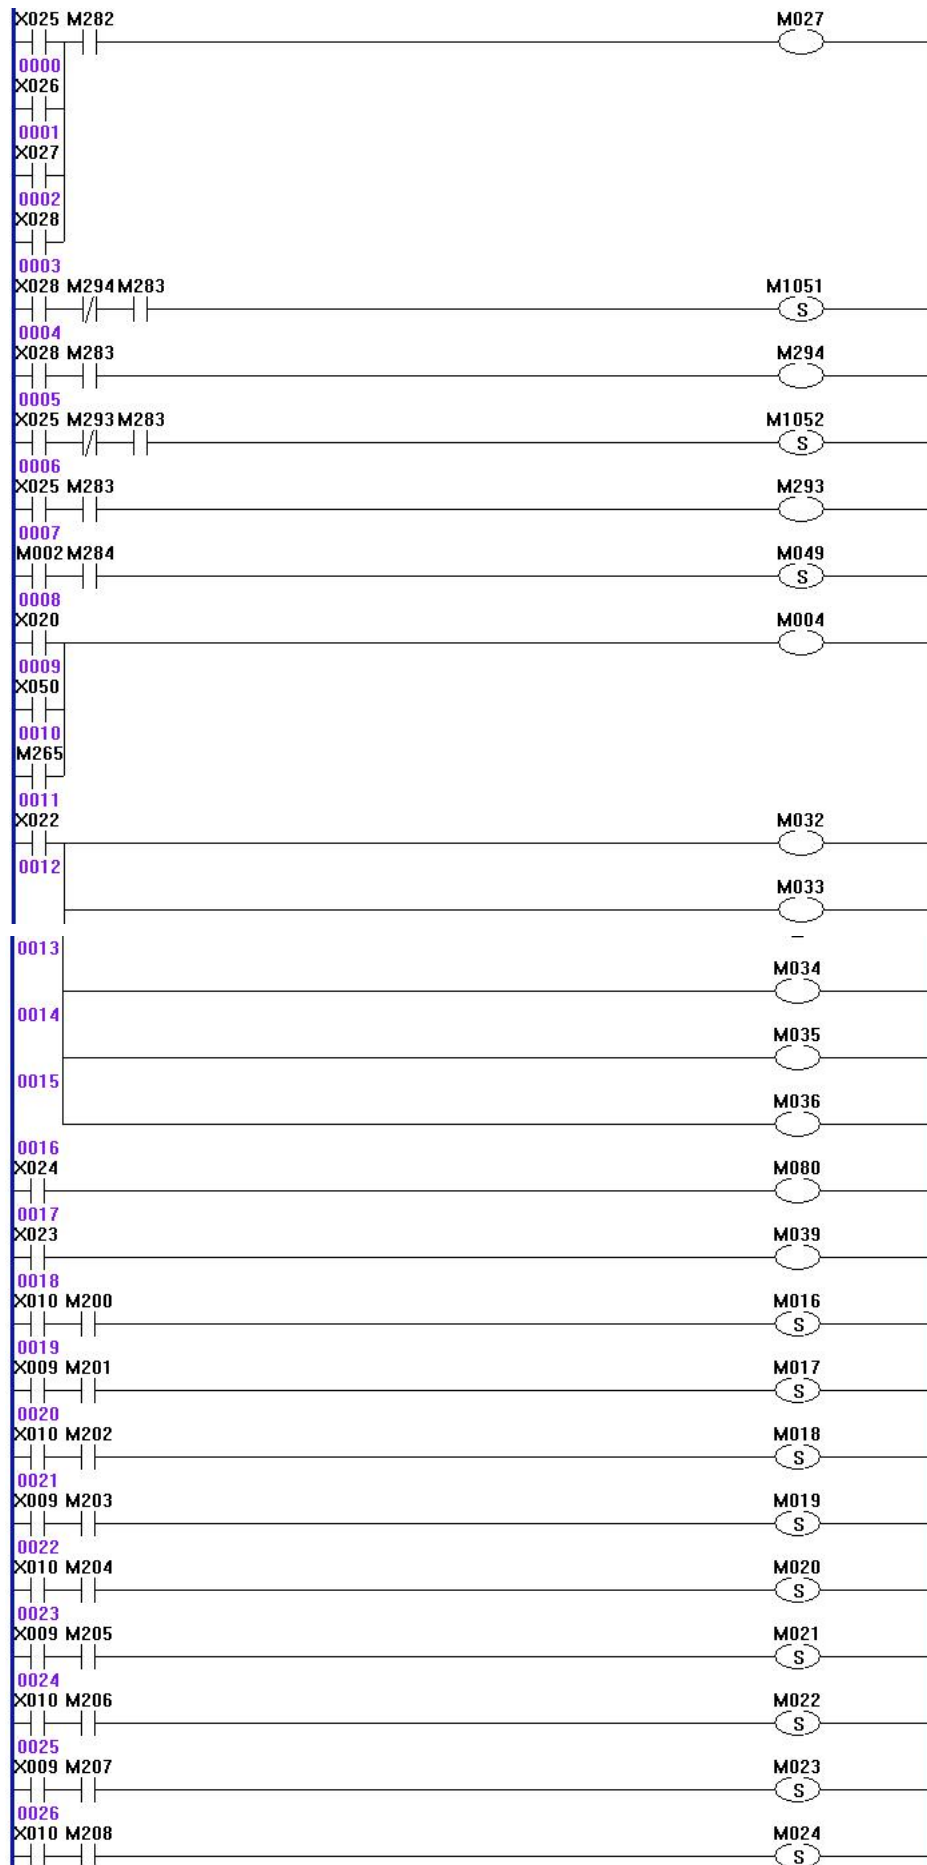 X025 M282 M027
0000
X026
0001
X027
0002
X028
0003
X028 M294 M283 M1051
S
0004
X028 M283 M294
0005
X025 M293 M283 M1052
S
0006
X025 M283 M293
0007
M002 M284 M049
S
0008
X020 M004
0009
X050
0010
M265
0011
X022 M032
0012
M033
0013
M034
0014
M035
0015
M036
0016
X024 M080
0017
X023 M039
0018
X010 M200 M016
S
0019
X009 M201 M017
S
0020
X010 M202 M018
S
0021
X009 M203 M019
S
0022
X010 M204 M020
S
0023
X009 M205 M021
S
0024
X010 M206 M022
S
0025
X009 M207 M023
S
0026
X010 M208 M024
S